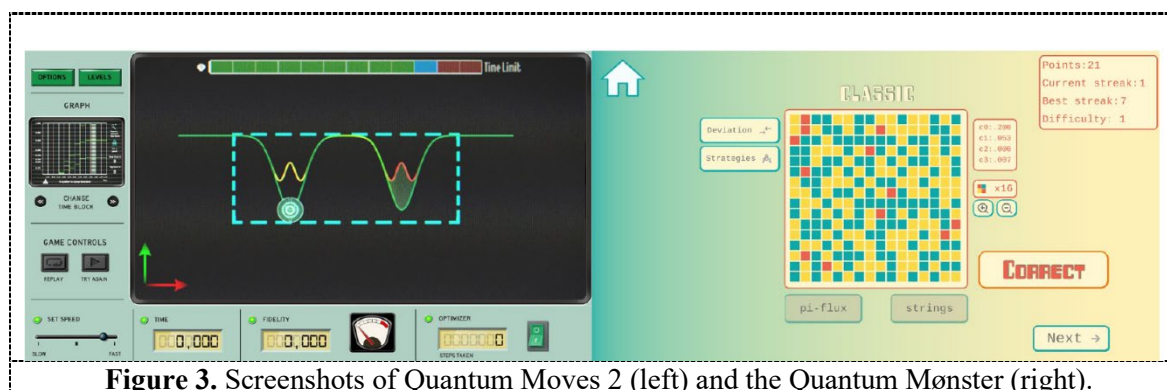 OPTIONS LEVELS
GRAPH
CHANGE
TIME BLOCK
GAME CONTROLS
REPLAY TRY AGAIN
SET SPEED
SLOW FAST
Time Limit
TIME
000,000
FIDELITY
000,000
OPTIMIZER
0000000
STEPS TAKEN
CLASSIC
Deviation
Strategies
Points:21
Current streak:1
Best streak:7
Difficulty: 1
c0:.200
c1:.053
c2:.000
x16
CORRECT
pi-flux strings
Next →
Figure 3. Screenshots of Quantum Moves 2 (left) and the Quantum Mønster (right).